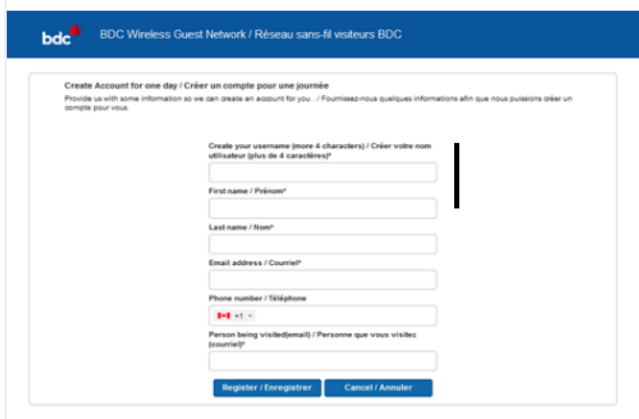 bdc BDC Wireless Guest Network / Réseau sans-fil visiteurs BDC
Create Account for one day / Créer un compte pour une journée
Provide us with some information so we can create an account for you . / Fournissez-nous quelques informations afin que nous puissions créer un
compte pour vous.
Create your username (more 4 characters) / Créer votre nom
utilisateur (plus de 4 caractères)*
First name / Prénom*
Last name / Nom*
Email address / Courriel*
Phone number / Téléphone
+1
Person being visited(email) / Personne que vous visitez
(courriel)*
Register / Enregistrer Cancel / Annuler